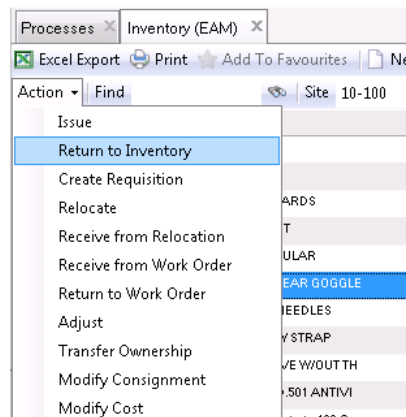 Processes Inventory (EAM)
Excel Export Print Add To Favourites
Action Find Site 10-100
Issue
Return to Inventory
Create Requisition
ARDS
Relocate
T
Receive from Relocation
ULAR
Receive from Work Order
EAR GOGGLE
Return to Work Order
IEEDLES
Adjust
Y STRAP
Transfer Ownership
VE W/OUT TH
Modify Consignment
.501 ANTIVI
Modify Cost